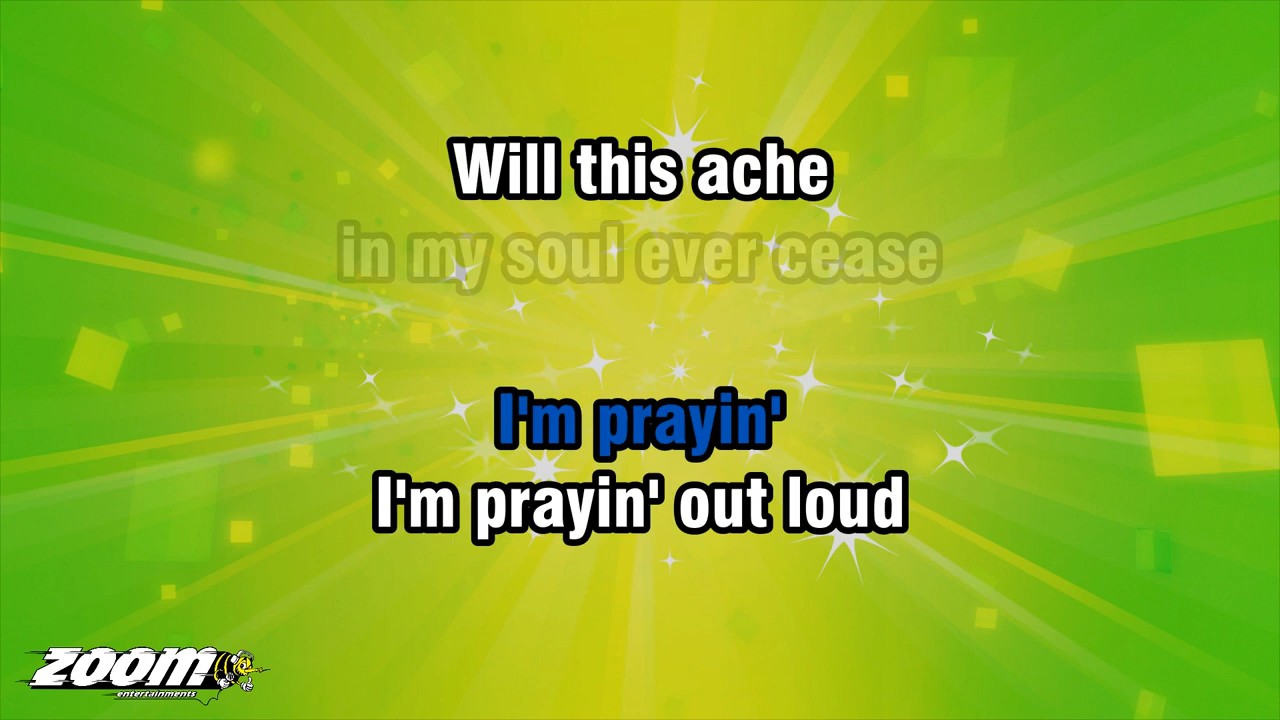 Will this ache
in my soul ever cease
I'm prayin'
I'm prayin' out loud
zoom
entertainments